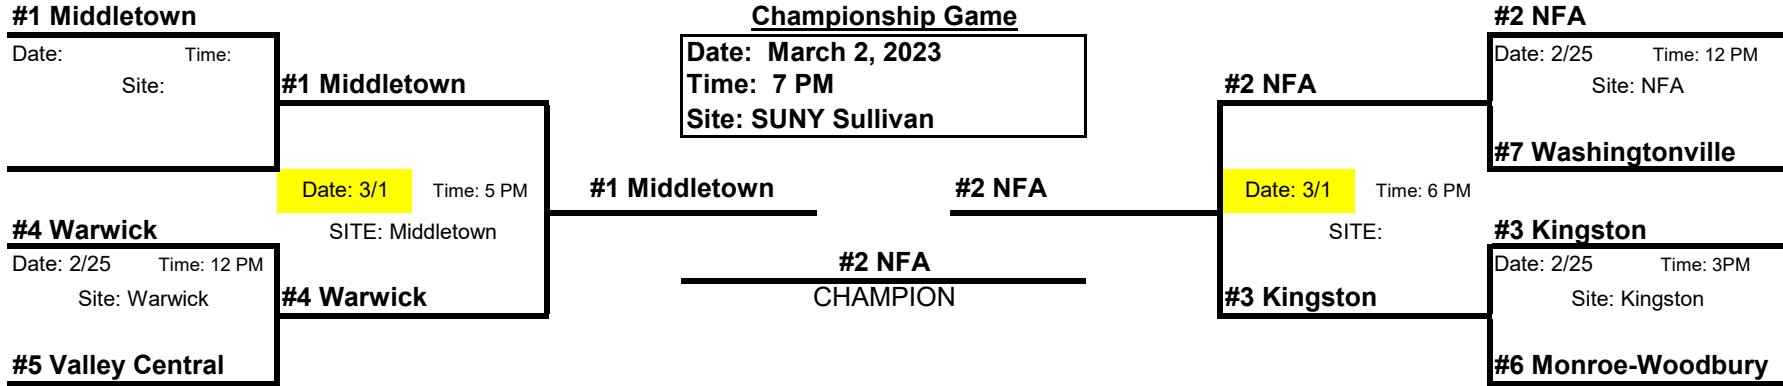 #1 Middletown
Date: Time:
Site:
#1 Middletown
Date: 3/1 Time: 5 PM
SITE: Middletown
#4 Warwick
Date: 2/25 Time: 12 PM
Site: Warwick
#4 Warwick
#5 Valley Central
Championship Game
Date: March 2, 2023
Time: 7 PM
Site: SUNY Sullivan
#1 Middletown
#2 NFA
#2 NFA
CHAMPION
#2 NFA
Date: 2/25 Time: 12 PM
Site: NFA
#2 NFA
#7 Washingtonville
Date: 3/1 Time: 6 PM
SITE:
#3 Kingston
Date: 2/25 Time: 3PM
Site: Kingston
#3 Kingston
#6 Monroe-Woodbury